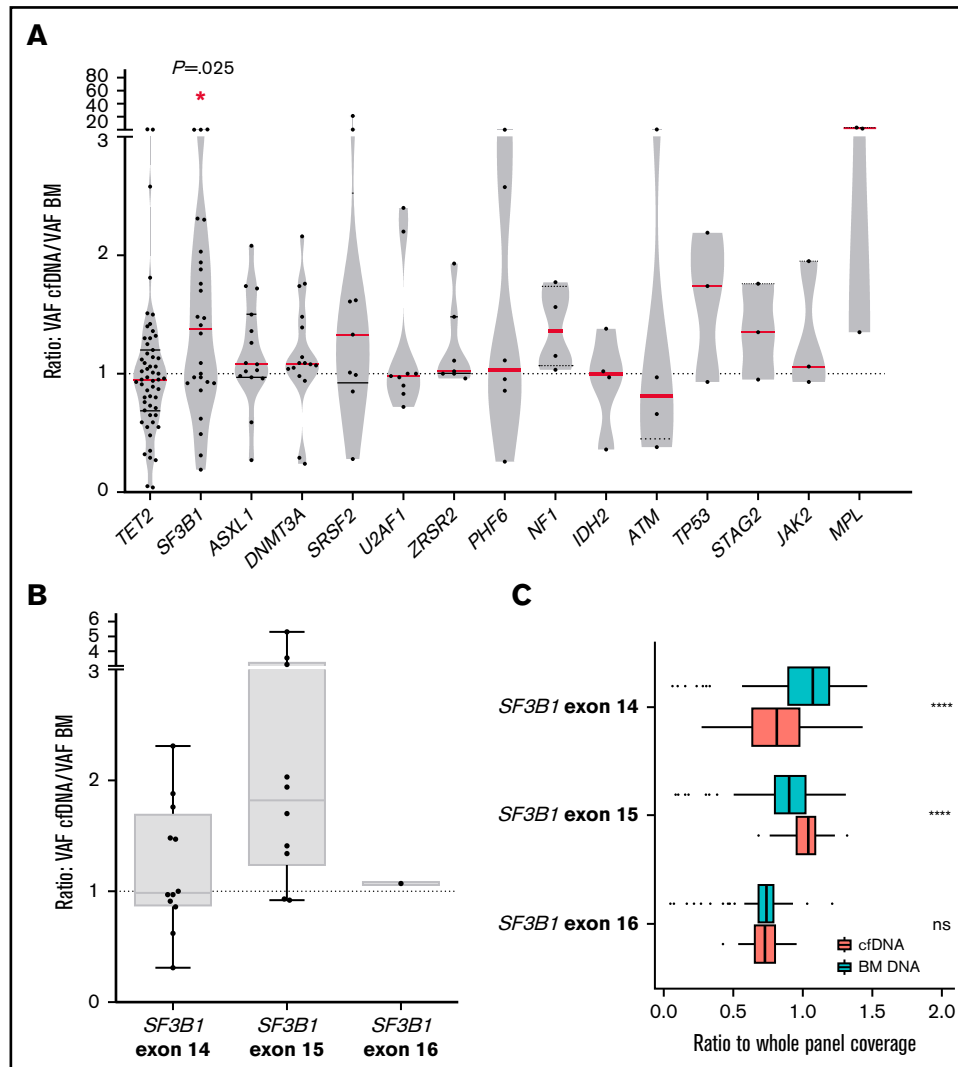 A
P=.025
*
80
60
40
20
3
2
1
0
Ratio: VAF cfDNA/VAF BM
TET2
SF3B1
ASXL1
DNMT3A
SRSF2
U2AF1
ZRSR2
PHF6
NF1
IDH2
ATM
TP53
STAG2
JAK2
MPL
B
6
5
4
3
2
1
0
Ratio: VAF cfDNA/VAF BM
SF3B1
exon 14
SF3B1
exon 15
SF3B1
exon 16
C
SF3B1 exon 14
****
SF3B1 exon 15
****
SF3B1 exon 16
ns
cfDNA
BM DNA
0.0 0.5 1.0 1.5 2.0
Ratio to whole panel coverage